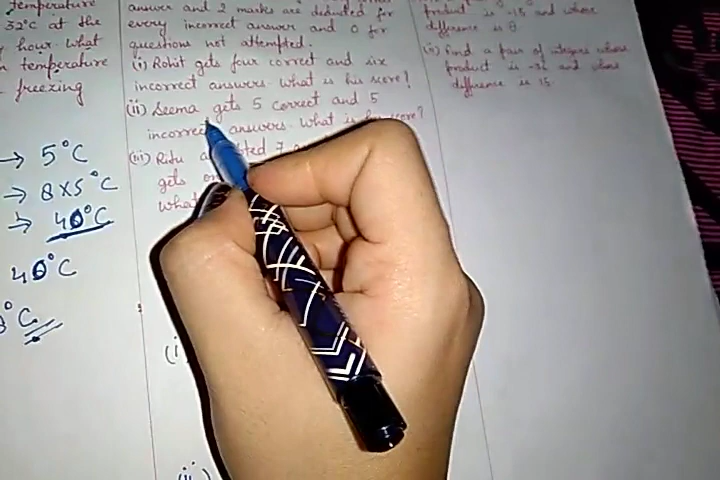 temperature
32°C at the
hour. What
temperature
freezing
→ 5°C
→ 8×5°C
↳ 40°C
40°C
°C
answer and 2 marks are deducted for
every incorrect answer and 0 for
questions not attempted.
(i) Rohit gets four correct and six
incorrect answers. What is his score?
(ii) Seema gets 5 correct and 5
incorrect answers. What is his score?
(iii) Ritu
gets
What
(i)
(ii)
product is -15 and whose
difference is 8.
(ii) Find a pair of integers whose
product is -36 and whose
difference is 15.